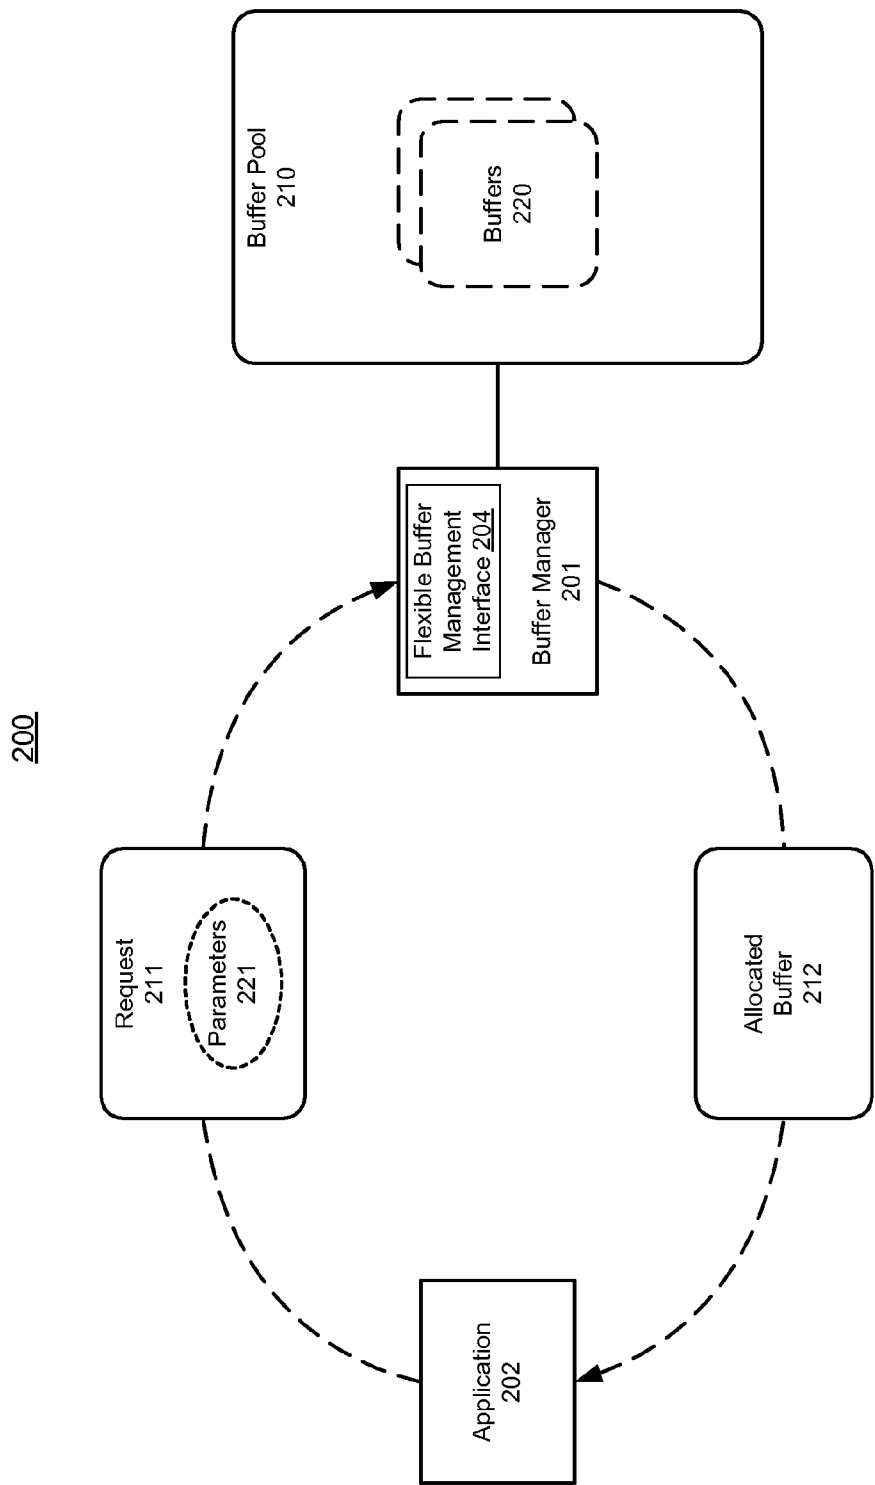 200
Request
211
Parameters
221
Application
202
Flexible Buffer
Management
Interface 204
Buffer Manager
201
Buffer Pool
210
Buffers
220
Allocated
Buffer
212